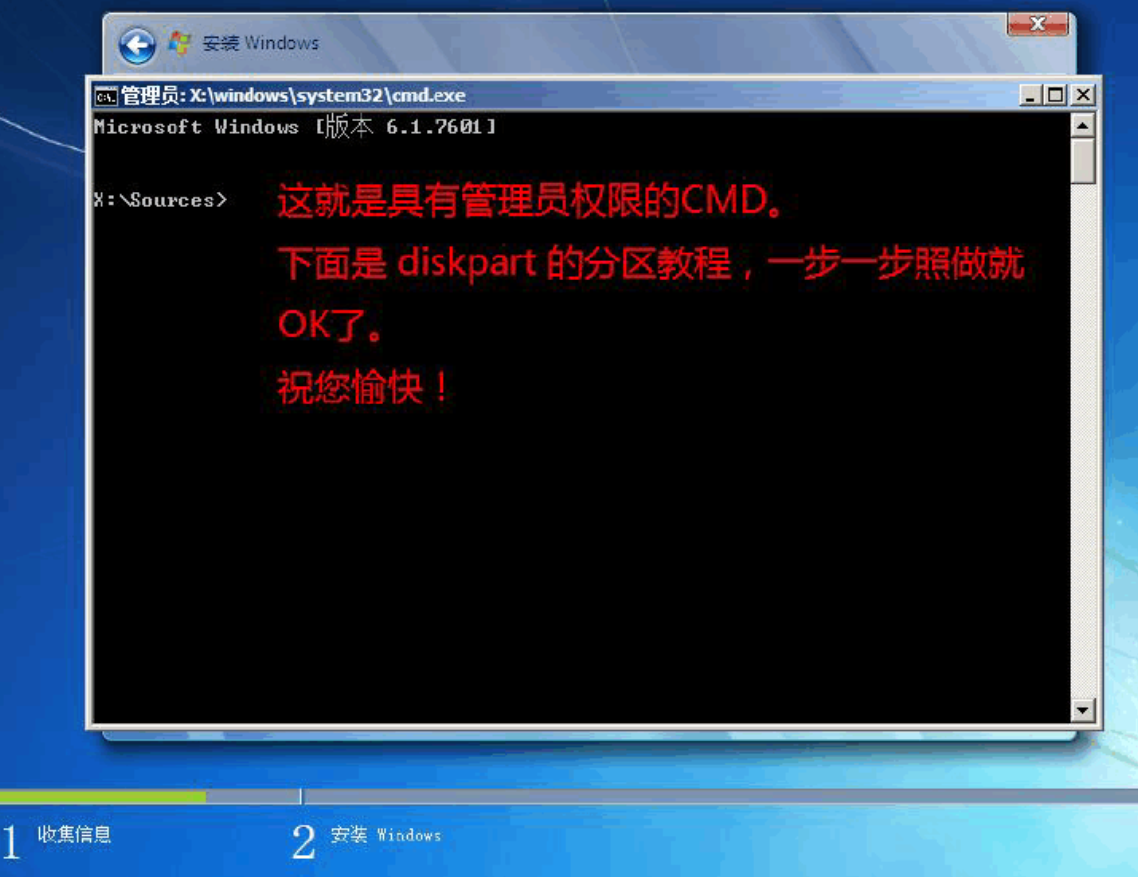 安装 Windows
管理员: X:\windows\system32\cmd.exe
Microsoft Windows [版本 6.1.7601]
X:\Sources>
这就是具有管理员权限的CMD。
下面是 diskpart 的分区教程，一步一步照做就
OK了。
祝您愉快！
1 收集信息
2 安装 Windows